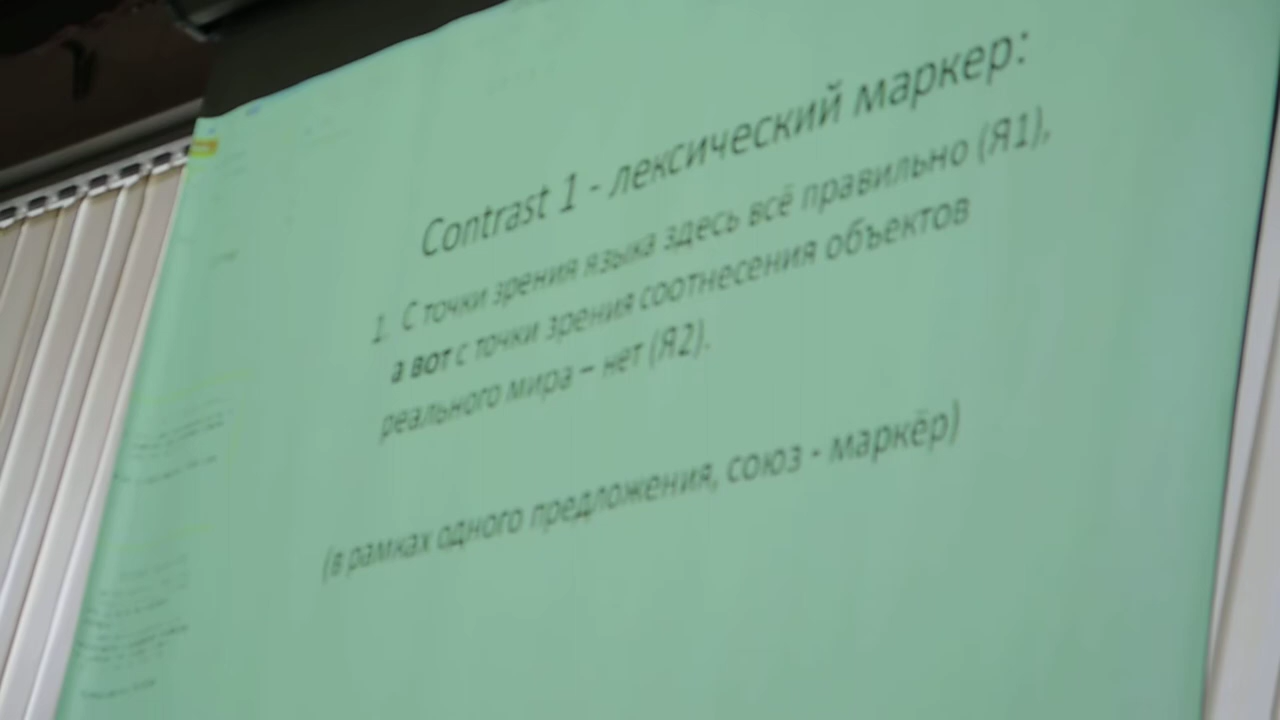 Contrast 1 - лексический маркер:
1. С точки зрения языка здесь всё правильно (Я1),
а вот с точки зрения соотнесения объектов
реального мира – нет (Я2).
(в рамках одного предложения, союз - маркёр)